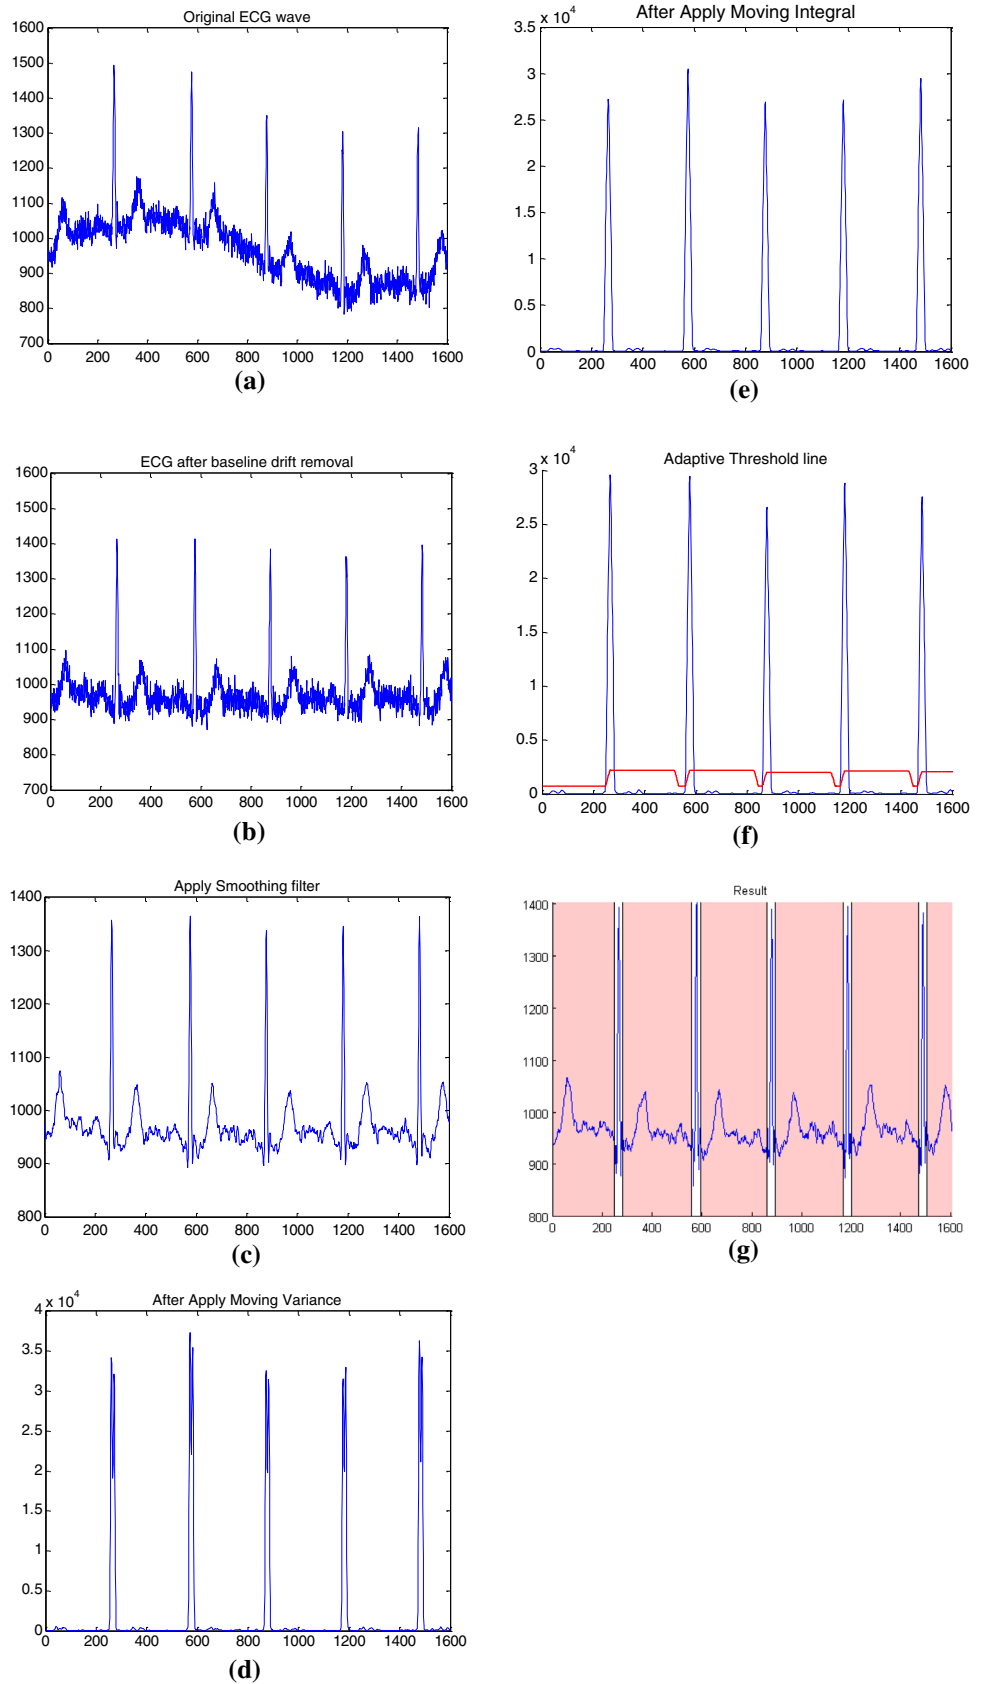 Original ECG wave
1600
1500
1400
1300
1200
1100
1000
900
800
700
0 200 400 600 800 1000 1200 1400 1600
(a)
ECG after baseline drift removal
1600
1500
1400
1300
1200
1100
1000
900
800
700
0 200 400 600 800 1000 1200 1400 1600
(b)
Apply Smoothing filter
1400
1300
1200
1100
1000
900
800
0 200 400 600 800 1000 1200 1400 1600
(c)
After Apply Moving Variance
x 10^4
4
3.5
3
2.5
2
1.5
1
0.5
0
0 200 400 600 800 1000 1200 1400 1600
(d)
After Apply Moving Integral
x 10^4
3.5
3
2.5
2
1.5
1
0.5
0
0 200 400 600 800 1000 1200 1400 1600
(e)
Adaptive Threshold line
x 10^4
3
2.5
2
1.5
1
0.5
0
0 200 400 600 800 1000 1200 1400 1600
(f)
Result
1400
1300
1200
1100
1000
900
800
0 200 400 600 800 1000 1200 1400 1600
(g)